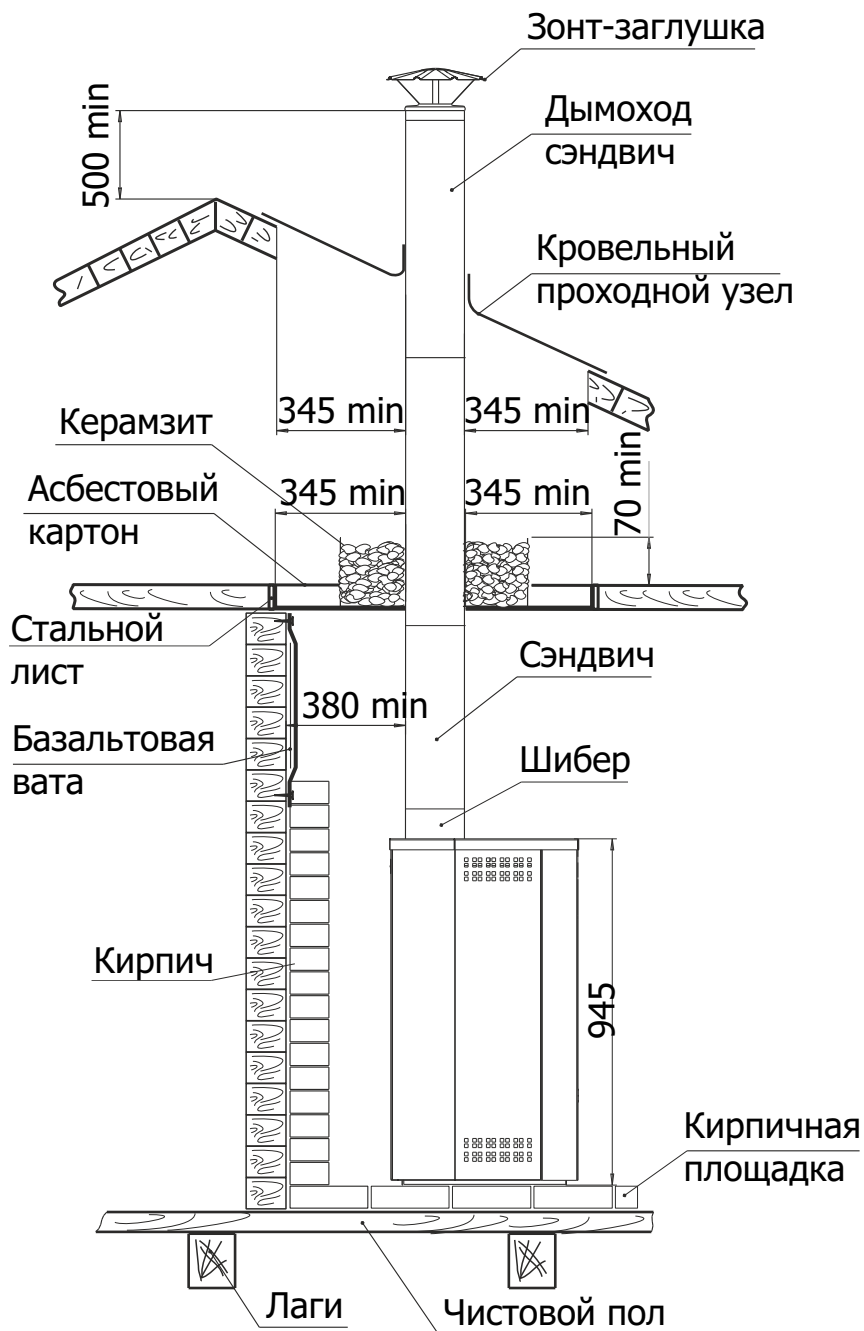 Зонт-заглушка
500 min
Дымоход
сэндвич
Кровельный
проходной узел
345 min
345 min
Керамзит
70 min
Асбестовый
картон
345 min
345 min
Стальной
лист
Сэндвич
380 min
Базальтовая
вата
Шибер
Кирпич
945
Кирпичная
площадка
Лаги
Чистовой пол